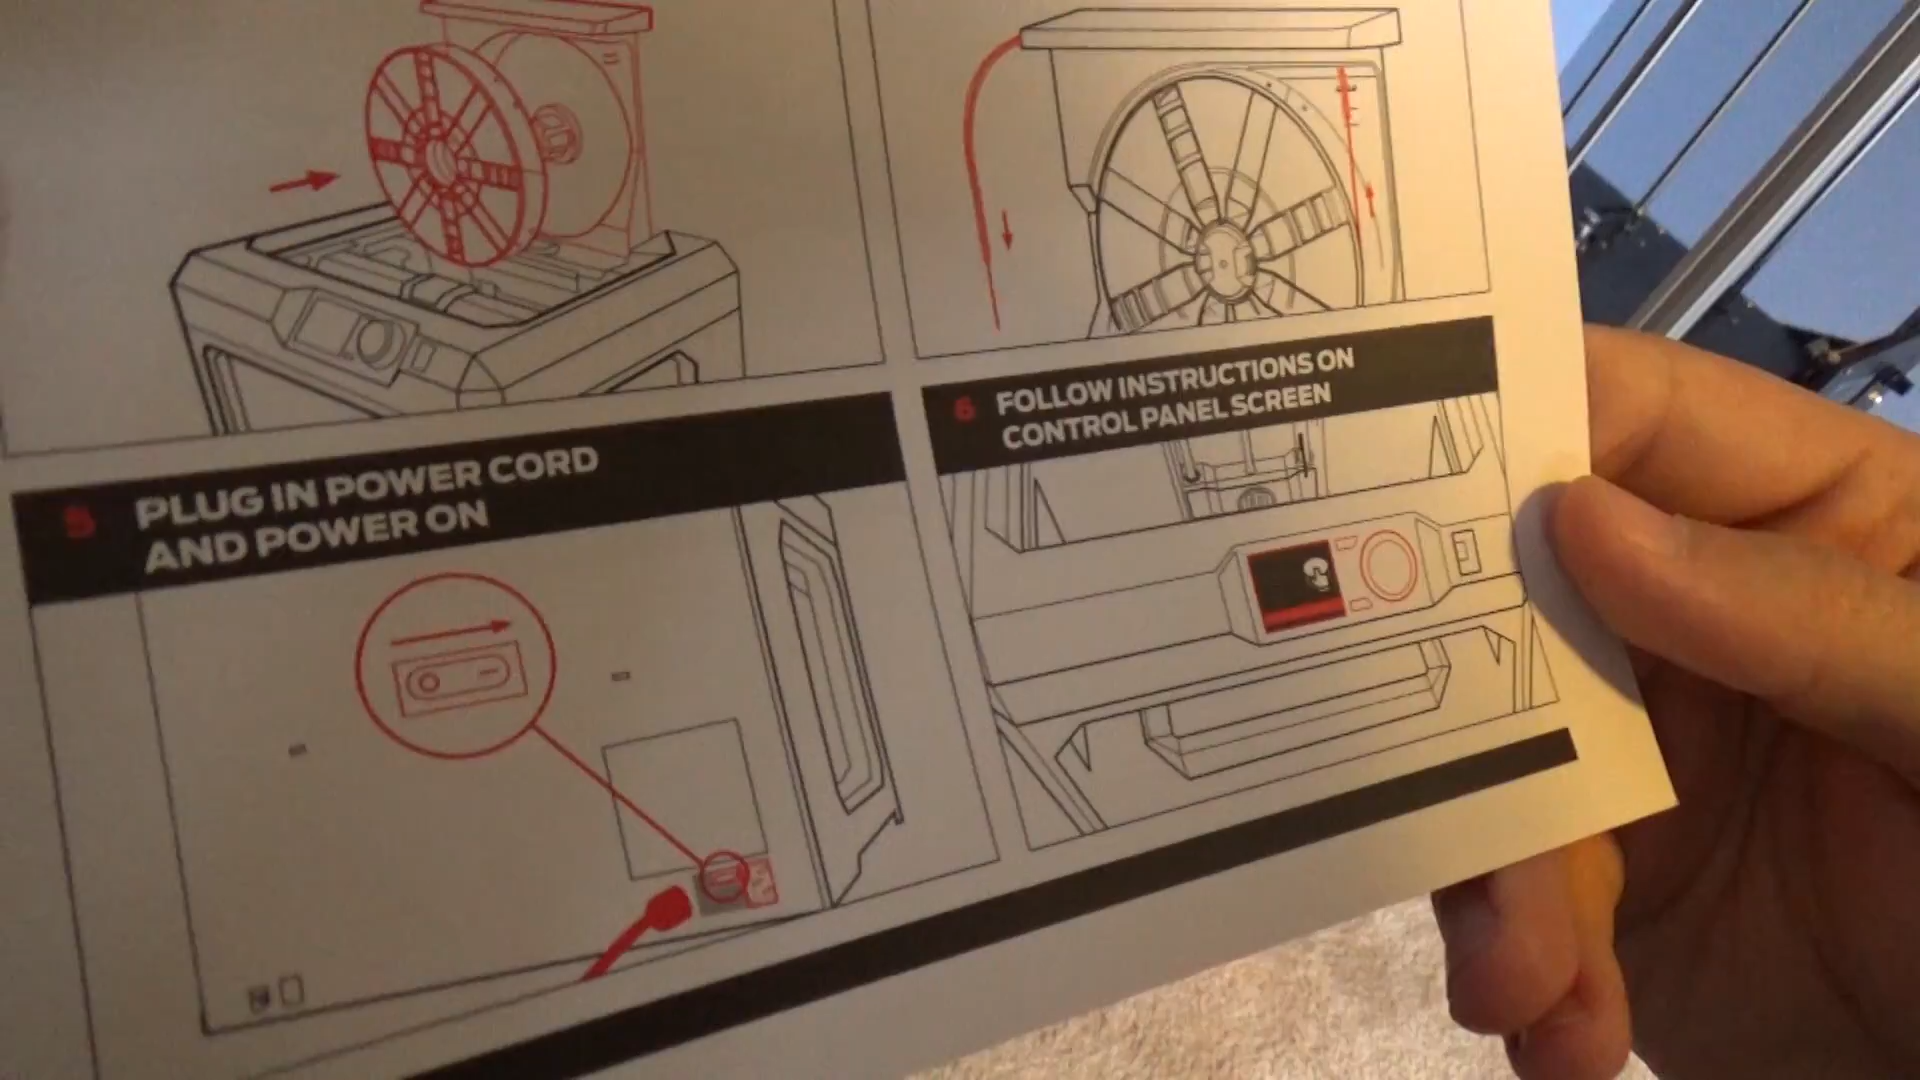 5 PLUG IN POWER CORD
AND POWER ON
6 FOLLOW INSTRUCTIONS ON
CONTROL PANEL SCREEN